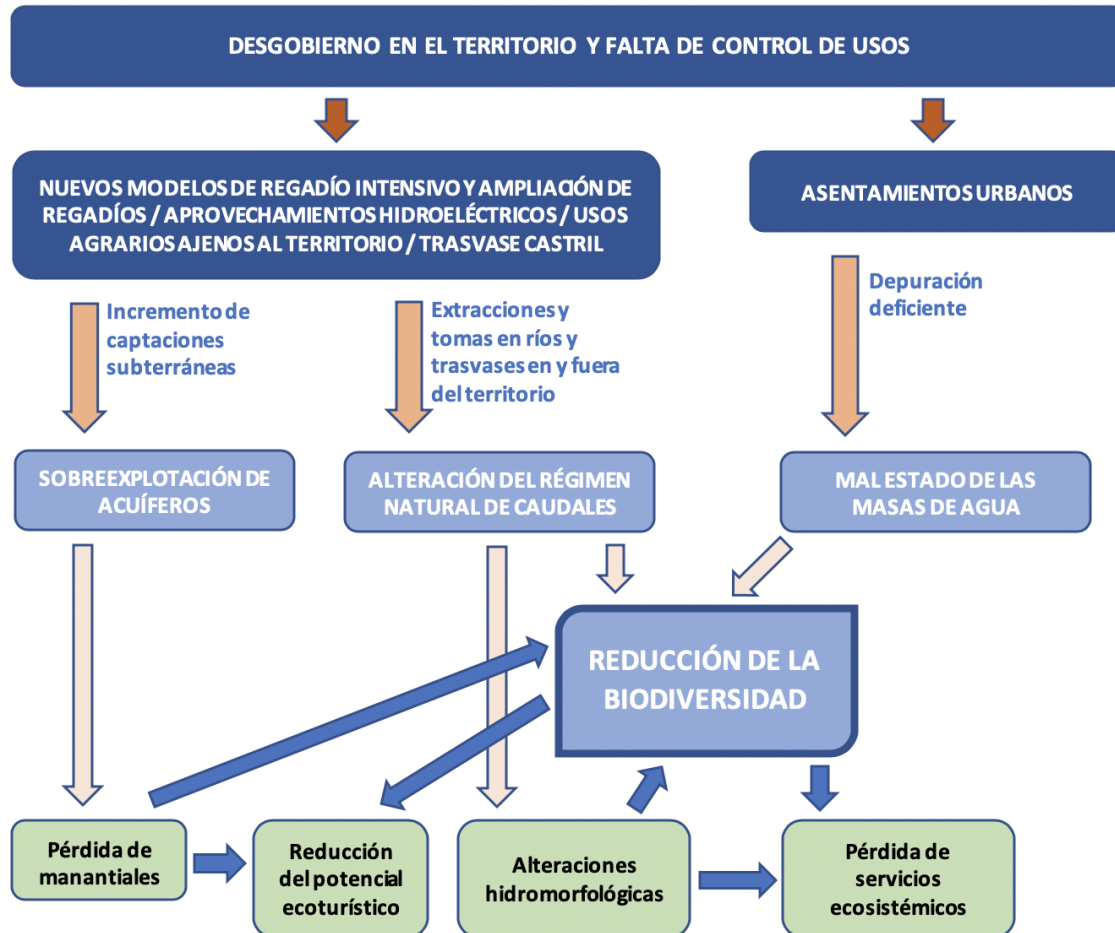 DESGOBIERNO EN EL TERRITORIO Y FALTA DE CONTROL DE USOS
NUEVOS MODELOS DE REGADÍO INTENSIVO Y AMPLIACIÓN DE
REGADÍOS / APROVECHAMIENTOS HIDROELÉCTRICOS / USOS
AGRARIOS AJENOS AL TERRITORIO / TRASVASE CASTRIL
ASENTAMIENTOS URBANOS
Incremento de
captaciones
subterráneas
Extracciones y
tomas en ríos y
trasvases en y fuera
del territorio
Depuración
deficiente
SOBREEXPLOTACIÓN DE
ACUÍFEROS
ALTERACIÓN DEL RÉGIMEN
NATURAL DE CAUDALES
MAL ESTADO DE LAS
MASAS DE AGUA
REDUCCIÓN DE LA
BIODIVERSIDAD
Pérdida de
manantiales
Reducción
del potencial
ecoturístico
Alteraciones
hidromorfológicas
Pérdida de
servicios
ecosistémicos